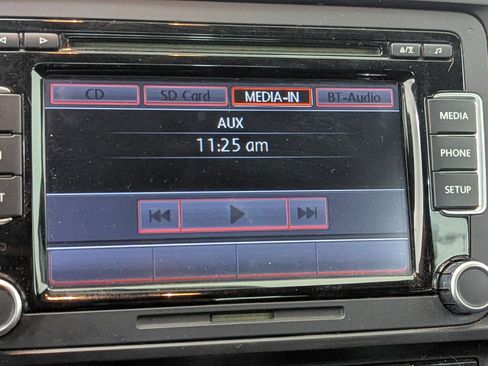 CD SD Card MEDIA-IN BT-Audio
AUX
11:25 am
MEDIA
PHONE
SETUP